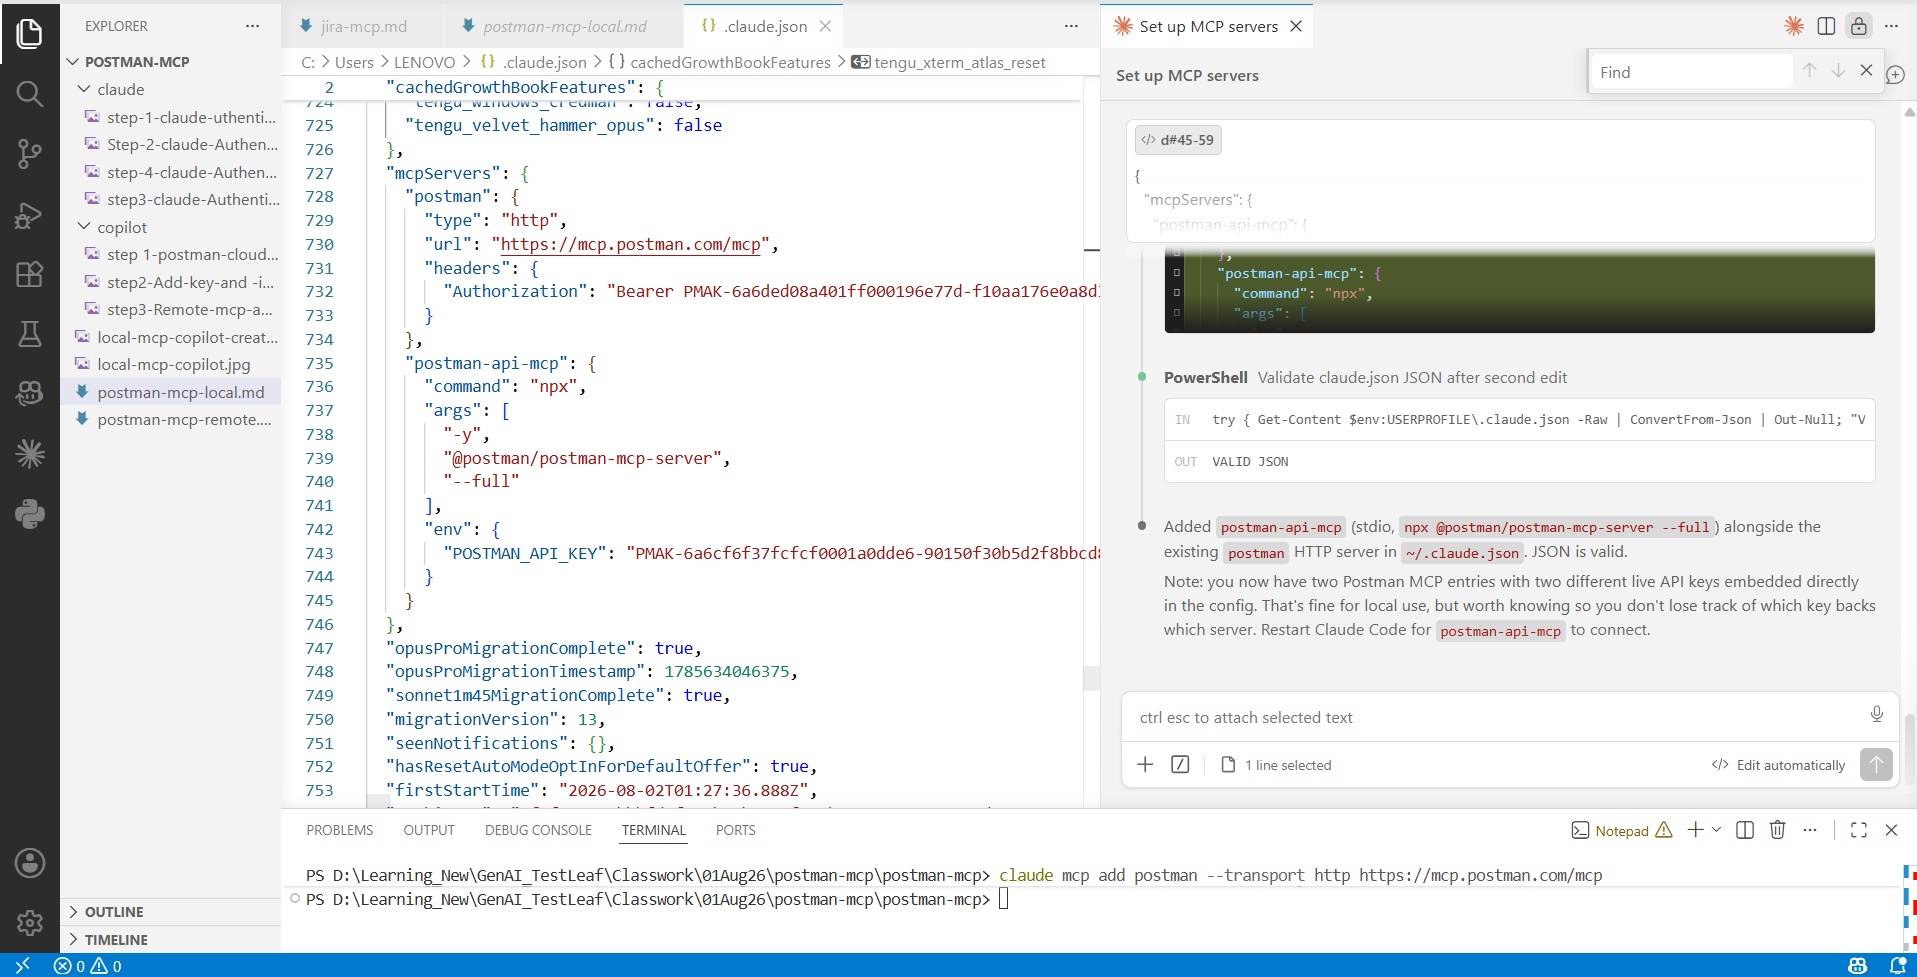 EXPLORER
POSTMAN-MCP
claude
step-1-claude-uthenti...
Step-2-claude-Authen...
step-4-claude-Authen...
step3-claude-Authenti...
copilot
step 1-postman-cloud...
step2-Add-key-and -i...
step3-Remote-mcp-a...
local-mcp-copilot-creat...
local-mcp-copilot.jpg
postman-mcp-local.md
postman-mcp-remote....
OUTLINE
TIMELINE
jira-mcp.md
postman-mcp-local.md
{} .claude.json
C: > Users > LENOVO > {} .claude.json > {} cachedGrowthBookFeatures > tengu_xterm_atlas_reset
2 "cachedGrowthBookFeatures": {
724 "tengu_windows_credman": false,
725 "tengu_velvet_hammer_opus": false
726 },
727 "mcpServers": {
728 "postman": {
729 "type": "http",
730 "url": "https://mcp.postman.com/mcp",
731 "headers": {
732 "Authorization": "Bearer PMAK-6a6ded08a401ff000196e77d-f10aa176e0a8d
733 }
734 },
735 "postman-api-mcp": {
736 "command": "npx",
737 "args": [
738 "-y",
739 "@postman/postman-mcp-server",
740 "--full"
741 ],
742 "env": {
743 "POSTMAN_API_KEY": "PMAK-6a6cf6f37fcfcf0001a0dde6-90150f30b5d2f8bbcd
744 }
745 }
746 },
747 "opusProMigrationComplete": true,
748 "opusProMigrationTimestamp": 1785634046375,
749 "sonnet1m45MigrationComplete": true,
750 "migrationVersion": 13,
751 "seenNotifications": {},
752 "hasResetAutoModeOptInForDefaultOffer": true,
753 "firstStartTime": "2026-08-02T01:27:36.888Z",
Set up MCP servers
Set up MCP servers
Find
</> d#45-59
{
"mcpServers": {
"postman-api-mcp": {
},
"postman-api-mcp": {
"command": "npx",
"args": [
PowerShell Validate claude.json JSON after second edit
IN try { Get-Content $env:USERPROFILE\.claude.json -Raw | ConvertFrom-Json | Out-Null; "V
OUT VALID JSON
Added postman-api-mcp (stdio, npx @postman/postman-mcp-server --full) alongside the
existing postman HTTP server in ~/.claude.json. JSON is valid.
Note: you now have two Postman MCP entries with two different live API keys embedded directly
in the config. That's fine for local use, but worth knowing so you don't lose track of which key backs
which server. Restart Claude Code for postman-api-mcp to connect.
ctrl esc to attach selected text
1 line selected
</> Edit automatically
PROBLEMS OUTPUT DEBUG CONSOLE TERMINAL PORTS
Notepad
PS D:\Learning_New\GenAI_TestLeaf\Classwork\01Aug26\postman-mcp\postman-mcp> claude mcp add postman --transport http https://mcp.postman.com/mcp
PS D:\Learning_New\GenAI_TestLeaf\Classwork\01Aug26\postman-mcp\postman-mcp>
0 0